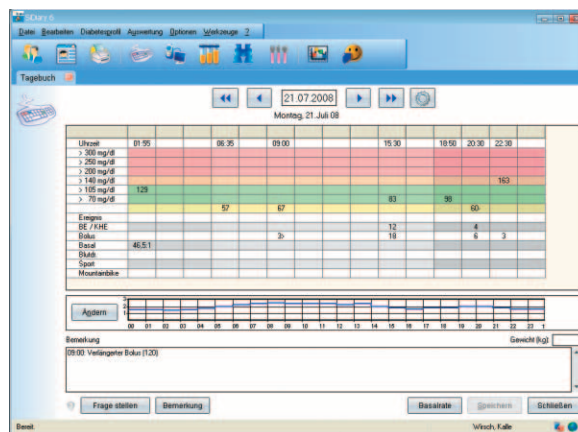 SiDiary 6
Datei Bearbeiten Diabetesprofil Auswertung Optionen Werkzeuge ?
Tagebuch
21.07.2008
Montag, 21. Juli 08
Uhrzeit 01:55 06:35 09:00 15:30 18:50 20:30 22:30
> 300 mg/dl
> 250 mg/dl
> 200 mg/dl
> 140 mg/dl 163
> 105 mg/dl 129
> 70 mg/dl 83 98
57 67 60
Ereignis
BE / KHE 12 4
Bolus 18 6 3
Basal 46,5:1
Blutdr.
Sport
Mountainbike
Ändern
00 01 02 03 04 05 06 07 08 09 10 11 12 13 14 15 16 17 18 19 20 21 22 23 1
Bemerkung Gewicht (kg):
09:00: Verlängerter Bolus (120)
Frage stellen Bemerkung Basalrate Speichern Schließen
Bereit Wirsch, Kalle